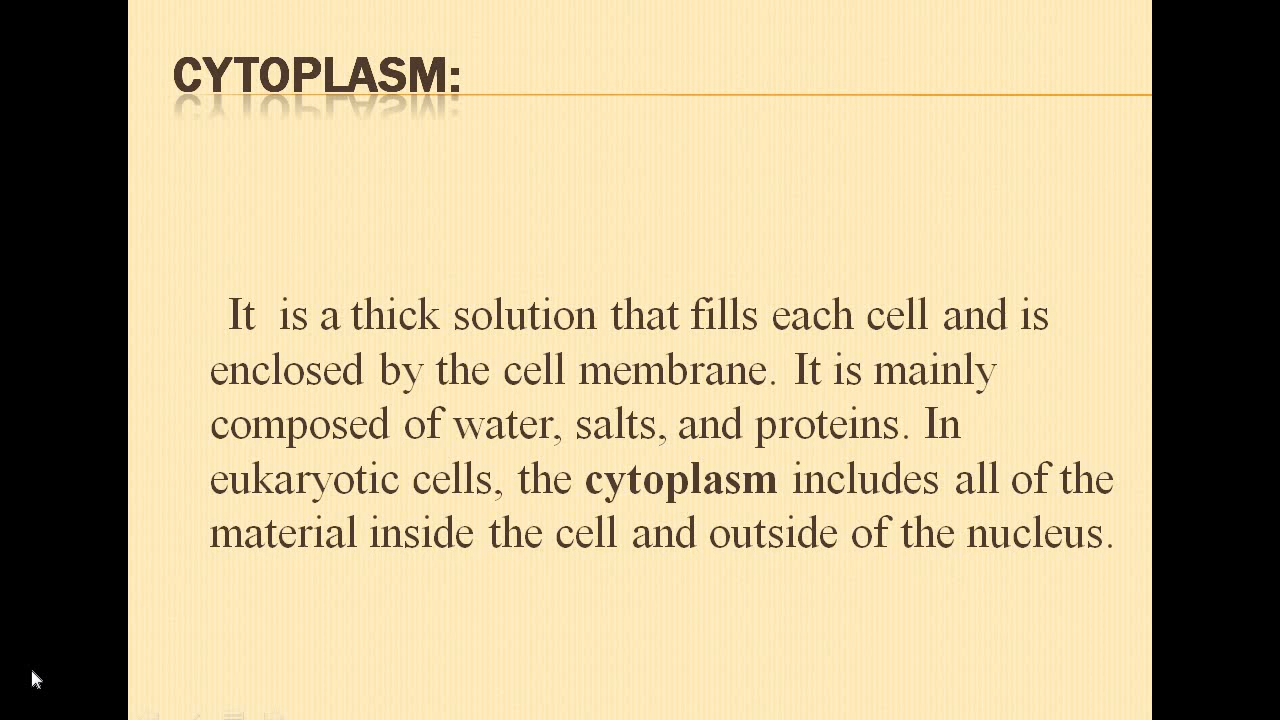 CYTOPLASM:
It is a thick solution that fills each cell and is
enclosed by the cell membrane. It is mainly
composed of water, salts, and proteins. In
eukaryotic cells, the cytoplasm includes all of the
material inside the cell and outside of the nucleus.